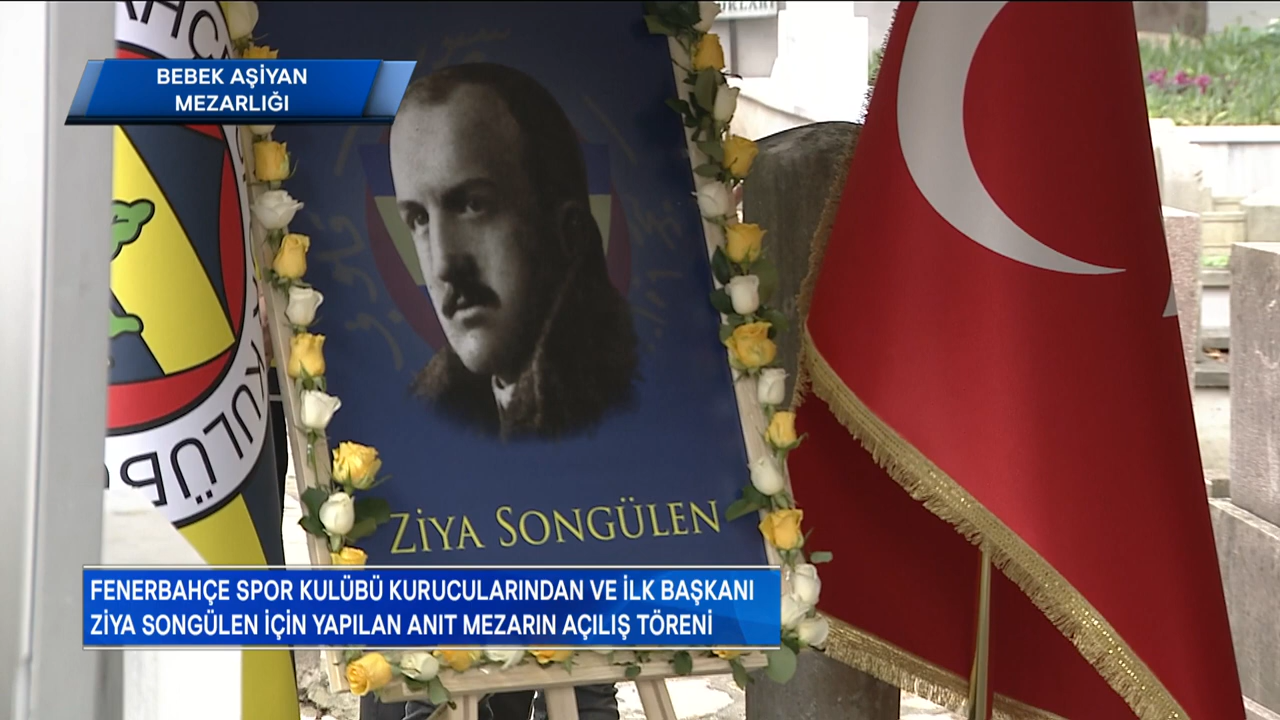 BEBEK AŞİYAN
MEZARLIĞI
ZİYA SONGÜLEN
FENERBAHÇE SPOR KULÜBÜ KURUCULARINDAN VE İLK BAŞKANI
ZİYA SONGÜLEN İÇİN YAPILAN ANIT MEZARIN AÇILIŞ TÖRENİ